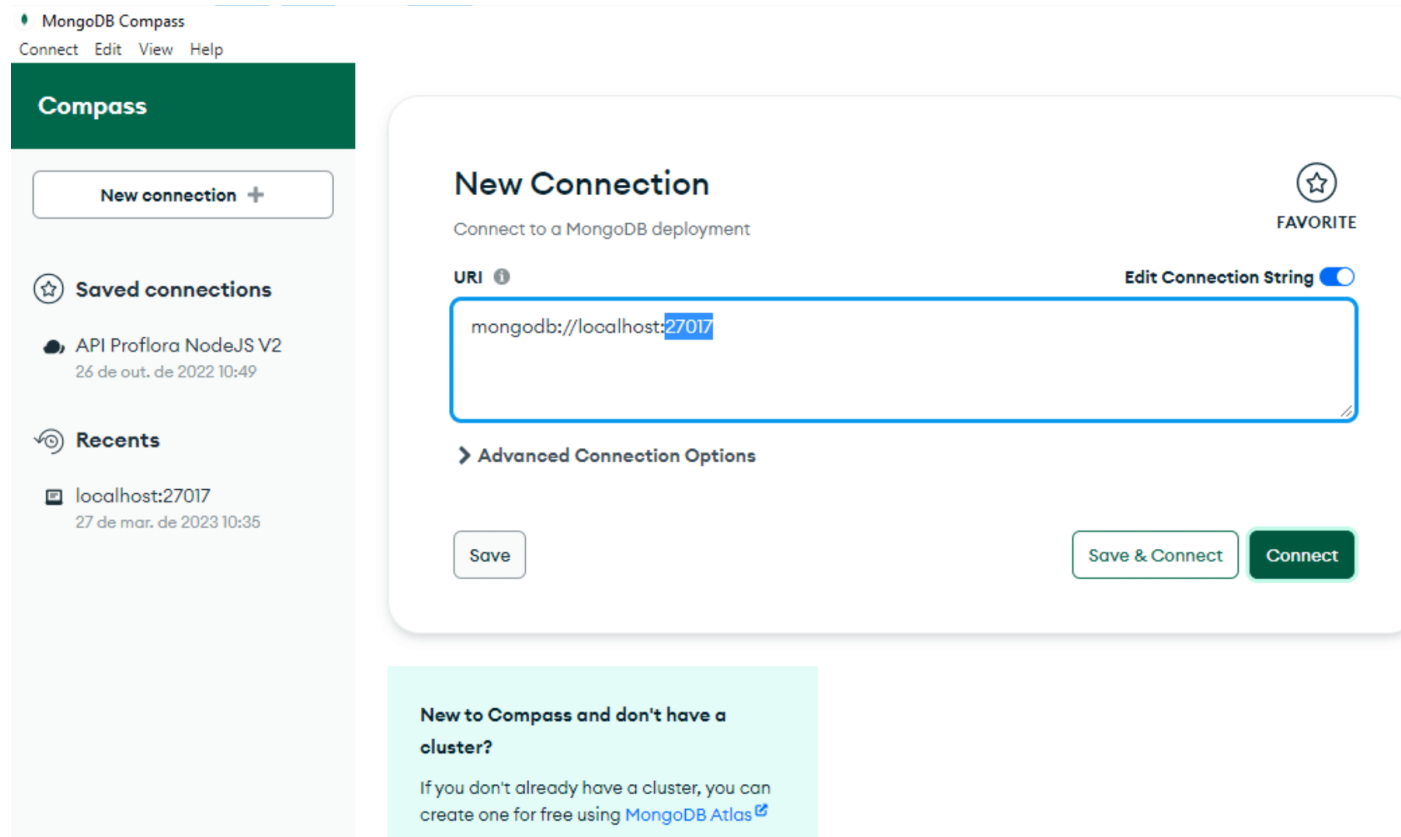 MongoDB Compass
Connect Edit View Help
Compass
New connection
Saved connections
API Proflora NodeJS V2
26 de out. de 2022 10:49
Recents
localhost:27017
27 de mar. de 2023 10:35
New Connection
FAVORITE
Connect to a MongoDB deployment
URI
Edit Connection String
mongodb://localhost:27017
Advanced Connection Options
Save
Save & Connect
Connect
New to Compass and don't have a
cluster?
If you don't already have a cluster, you can
create one for free using MongoDB Atlas